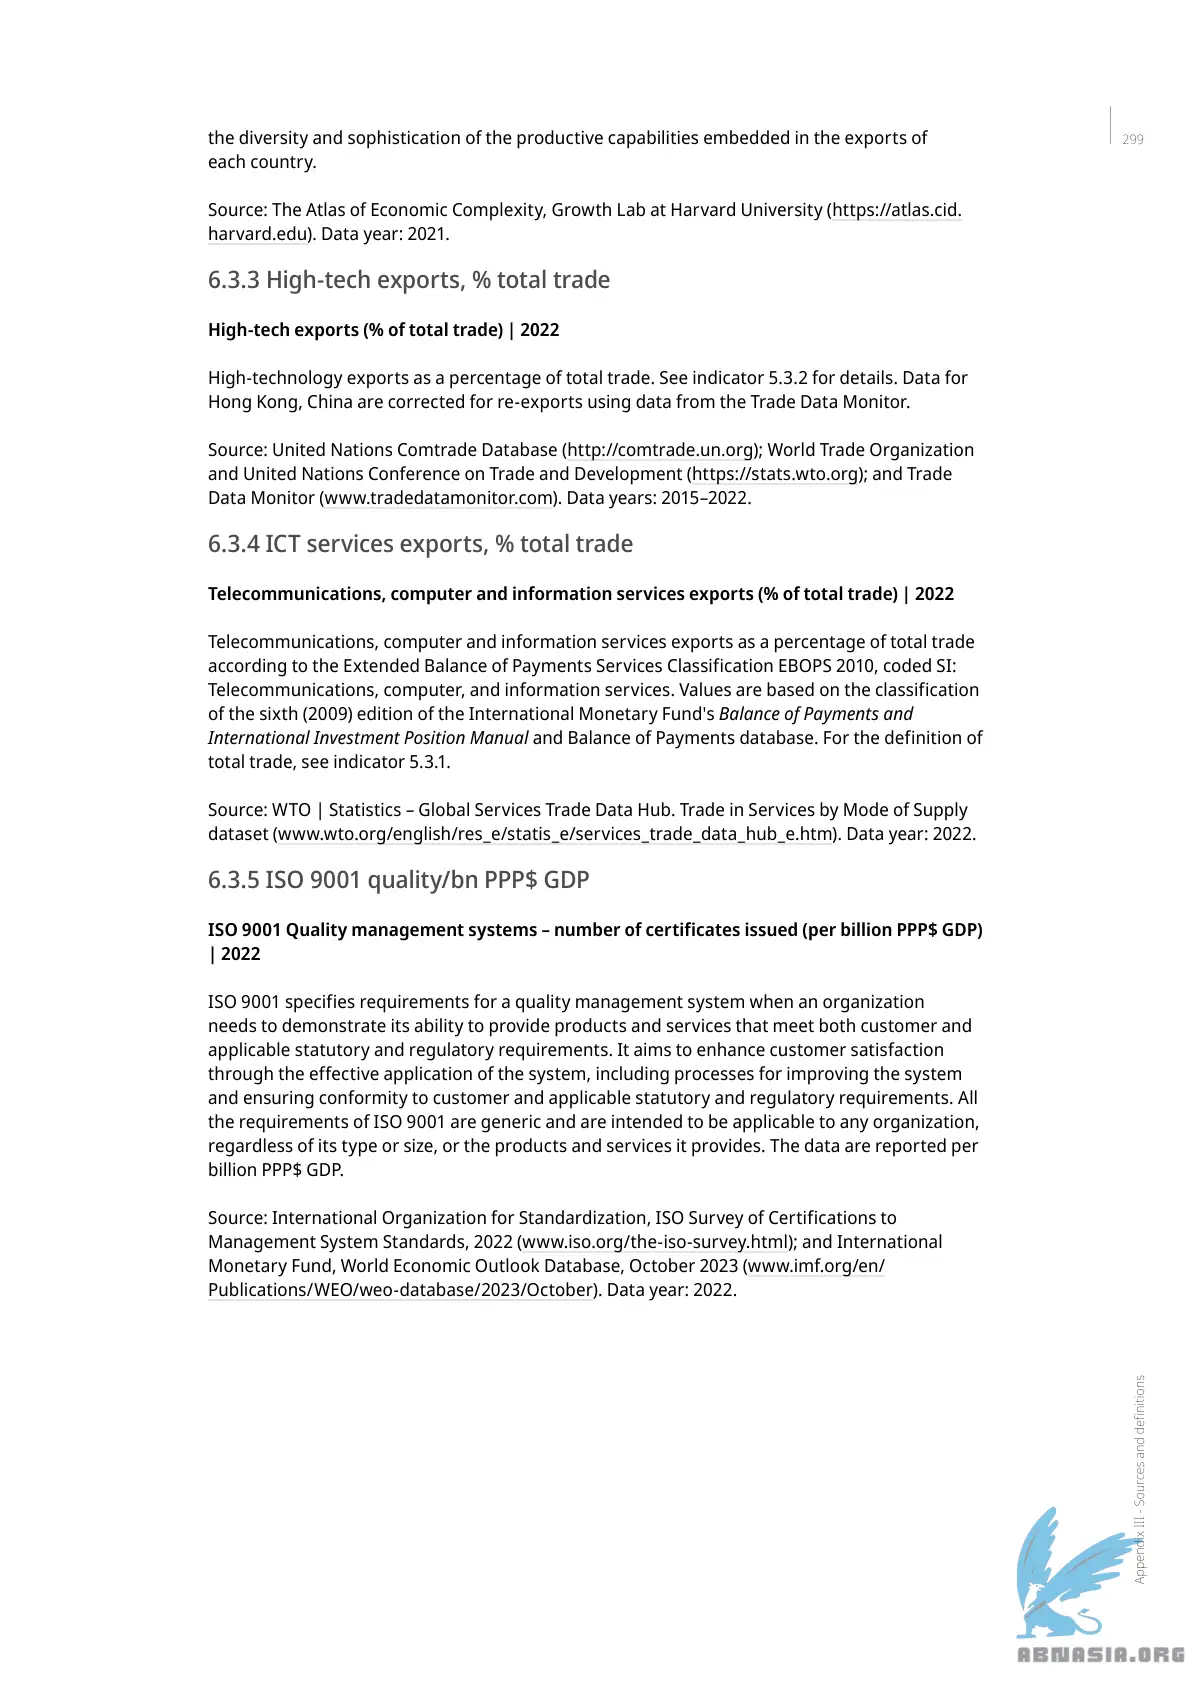 299
the diversity and sophistication of the productive capabilities embedded in the exports of
each country.
Source: The Atlas of Economic Complexity, Growth Lab at Harvard University (https://atlas.cid.
harvard.edu). Data year: 2021.
6.3.3 High-tech exports, % total trade
High-tech exports (% of total trade) | 2022
High-technology exports as a percentage of total trade. See indicator 5.3.2 for details. Data for
Hong Kong, China are corrected for re-exports using data from the Trade Data Monitor.
Source: United Nations Comtrade Database (http://comtrade.un.org); World Trade Organization
and United Nations Conference on Trade and Development (https://stats.wto.org); and Trade
Data Monitor (www.tradedatamonitor.com). Data years: 2015–2022.
6.3.4 ICT services exports, % total trade
Telecommunications, computer and information services exports (% of total trade) | 2022
Telecommunications, computer and information services exports as a percentage of total trade
according to the Extended Balance of Payments Services Classification EBOPS 2010, coded SI:
Telecommunications, computer, and information services. Values are based on the classification
of the sixth (2009) edition of the International Monetary Fund's Balance of Payments and
International Investment Position Manual and Balance of Payments database. For the definition of
total trade, see indicator 5.3.1.
Source: WTO | Statistics – Global Services Trade Data Hub. Trade in Services by Mode of Supply
dataset (www.wto.org/english/res_e/statis_e/services_trade_data_hub_e.htm). Data year: 2022.
6.3.5 ISO 9001 quality/bn PPP$ GDP
ISO 9001 Quality management systems – number of certificates issued (per billion PPP$ GDP)
| 2022
ISO 9001 specifies requirements for a quality management system when an organization
needs to demonstrate its ability to provide products and services that meet both customer and
applicable statutory and regulatory requirements. It aims to enhance customer satisfaction
through the effective application of the system, including processes for improving the system
and ensuring conformity to customer and applicable statutory and regulatory requirements. All
the requirements of ISO 9001 are generic and are intended to be applicable to any organization,
regardless of its type or size, or the products and services it provides. The data are reported per
billion PPP$ GDP.
Source: International Organization for Standardization, ISO Survey of Certifications to
Management System Standards, 2022 (www.iso.org/the-iso-survey.html); and International
Monetary Fund, World Economic Outlook Database, October 2023 (www.imf.org/en/
Publications/WEO/weo-database/2023/October). Data year: 2022.
Appendix III - Sources and definitions
ABNASIA.ORG